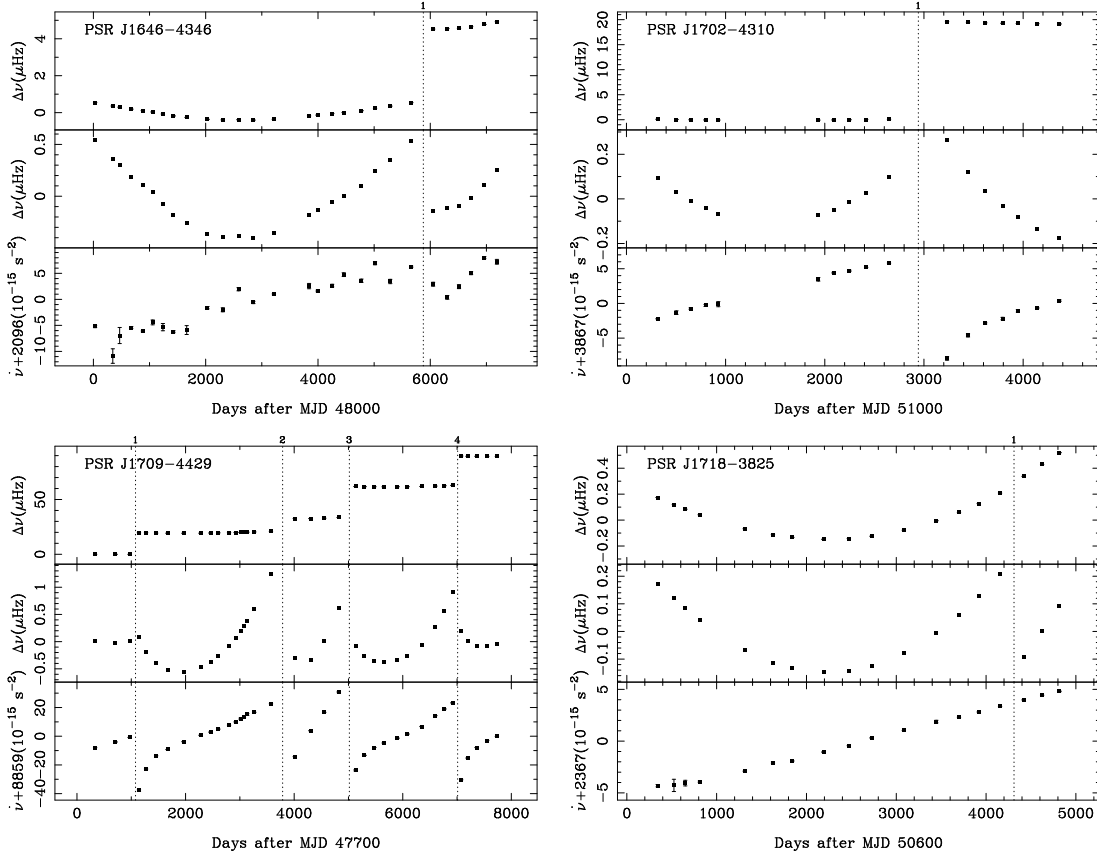 1
PSR J1646−4346
Δν(μHz)
0 2 4
Δν(μHz)
0 0.5
ν̇+2096(10⁻¹⁵ s⁻²)
−10 −5 0 5
0 2000 4000 6000
Days after MJD 48000
1
PSR J1702−4310
Δν(μHz)
0 5 10 15 20
Δν(μHz)
0.2 0 0.2
ν̇+3867(10⁻¹⁵ s⁻²)
−5 0 5
0 1000 2000 3000 4000
Days after MJD 51000
1 2 3 4
PSR J1709−4429
Δν(μHz)
0 50
Δν(μHz)
−0.5 0 0.5 1
ν̇+8859(10⁻¹⁵ s⁻²)
−40 −20 0 20
0 2000 4000 6000 8000
Days after MJD 47700
1
PSR J1718−3825
Δν(μHz)
−0.2 0 0.2 0.4
Δν(μHz)
−0.1 0 0.1 0.2
ν̇+2367(10⁻¹⁵ s⁻²)
−5 0 5
0 1000 2000 3000 4000 5000
Days after MJD 50600